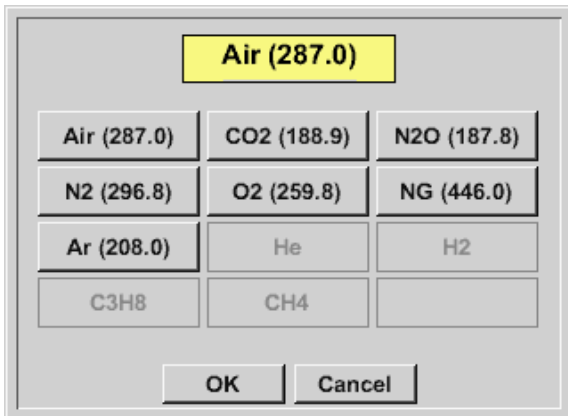 Air (287.0)
Air (287.0) CO2 (188.9) N2O (187.8)
N2 (296.8) O2 (259.8) NG (446.0)
Ar (208.0) He H2
C3H8 CH4
OK Cancel